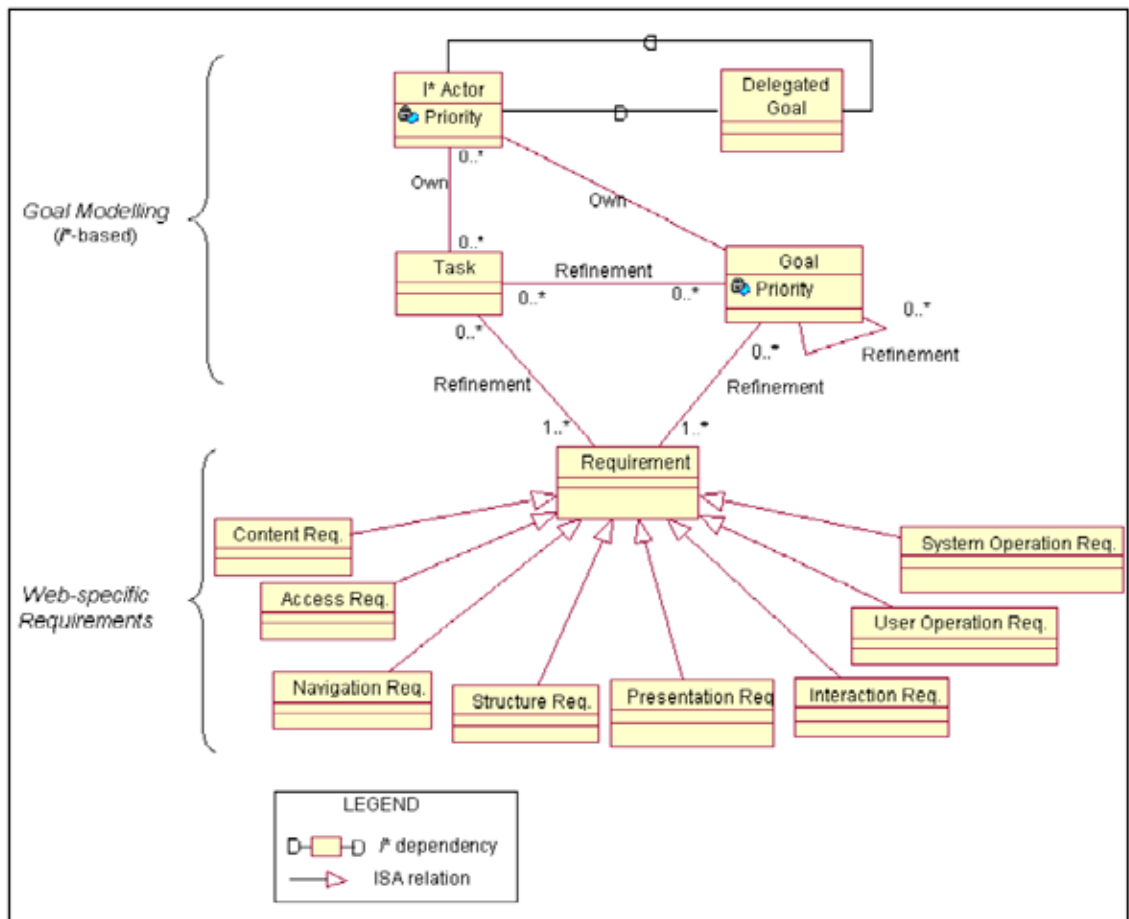 D
I* Actor
Priority
D
Delegated
Goal
0..*
Own
Own
Goal Modelling
(i*-based)
0..*
Task
Refinement
Goal
Priority
0..*
0..*
0..*
0..*
0..*
Refinement
Refinement
Refinement
1..*
1..*
Requirement
Content Req.
System Operation Req.
Access Req.
Web-specific
Requirements
User Operation Req.
Navigation Req.
Structure Req.
Presentation Req
Interaction Req.
LEGEND
D
D
i* dependency
ISA relation